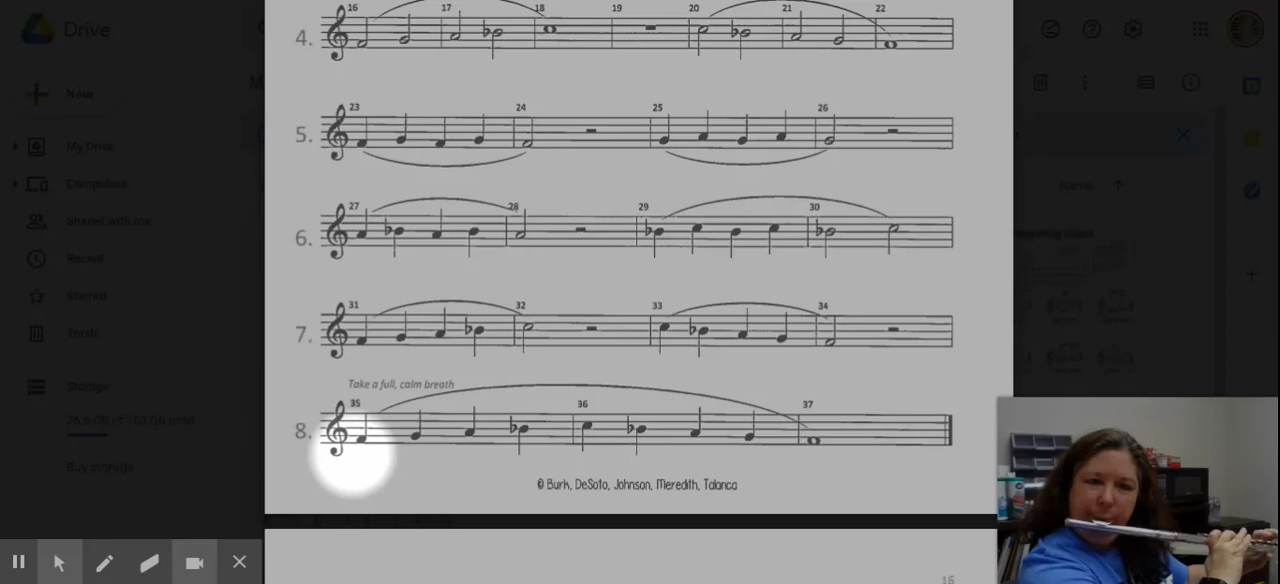 Drive
New
My Drive
Computers
Shared with me
Recent
Starred
Trash
Storage
Buy storage
Name
16 17 18 19 20 21 22
4.
23 24 25 26
5.
27 28 29 30
6.
31 32 33 34
7.
Take a full, calm breath
35 36 37
8.
© Burk, DeSoto, Johnson, Meredith, Talanca
16